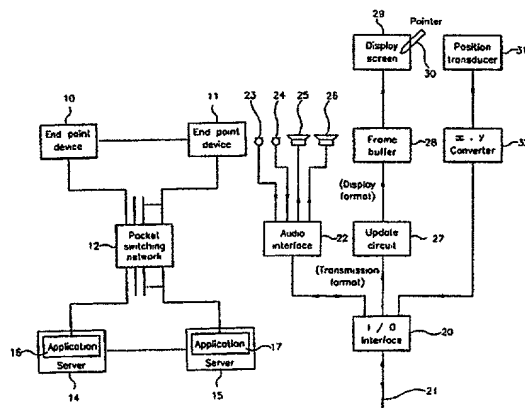 29
Pointer
Display
screen
30
Position
transducer
31
10
End point
device
11
End point
device
23
24
25
26
Frame
buffer
28
x - y
Converter
(Display
format)
12
Packet
switching
network
Audio
interface
22
Update
circuit
27
(Transmission
format)
16
Application
Server
14
Application
17
Server
15
I / O
Interface
20
21